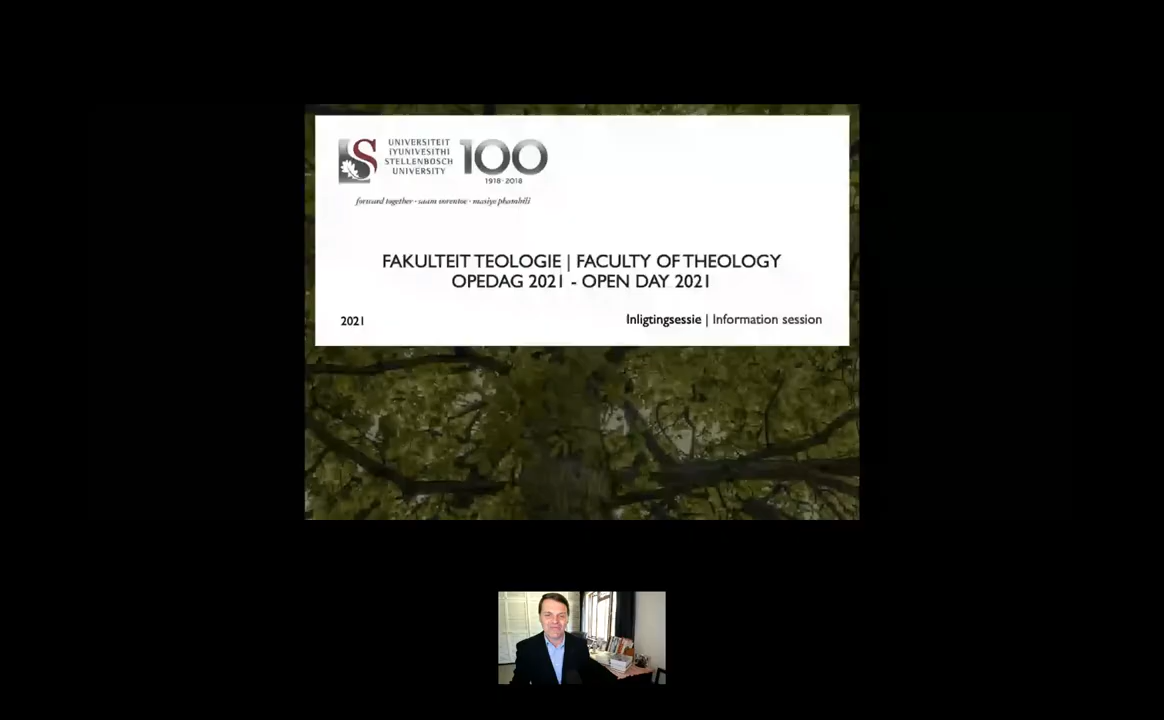 UNIVERSITEIT
iYUNIVESITHI
STELLENBOSCH
UNIVERSITY
100
1918·2018
forward together · saam vorentoe · masiye phambili
FAKULTEIT TEOLOGIE | FACULTY OF THEOLOGY
OPEDAG 2021 - OPEN DAY 2021
2021
Inligtingsessie | Information session